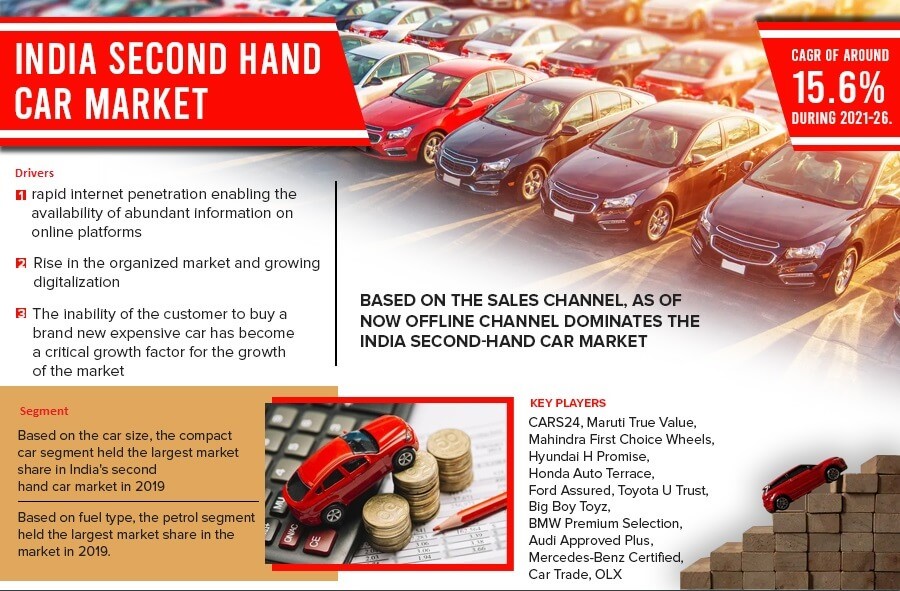 INDIA SECOND HAND
CAR MARKET
CAGR OF AROUND
15.6%
DURING 2021-26.
Drivers
1 rapid internet penetration enabling the
availability of abundant information on
online platforms
2 Rise in the organized market and growing
digitalization
3 The inability of the customer to buy a
brand new expensive car has become
a critical growth factor for the growth
of the market
BASED ON THE SALES CHANNEL, AS OF
NOW OFFLINE CHANNEL DOMINATES THE
INDIA SECOND-HAND CAR MARKET
Segment
Based on the car size, the compact
car segment held the largest market
share in India's second
hand car market in 2019
Based on fuel type, the petrol segment
held the largest market share in the
market in 2019.
KEY PLAYERS
CARS24, Maruti True Value,
Mahindra First Choice Wheels,
Hyundai H Promise,
Honda Auto Terrace,
Ford Assured, Toyota U Trust,
Big Boy Toyz,
BMW Premium Selection,
Audi Approved Plus,
Mercedes-Benz Certified,
Car Trade, OLX